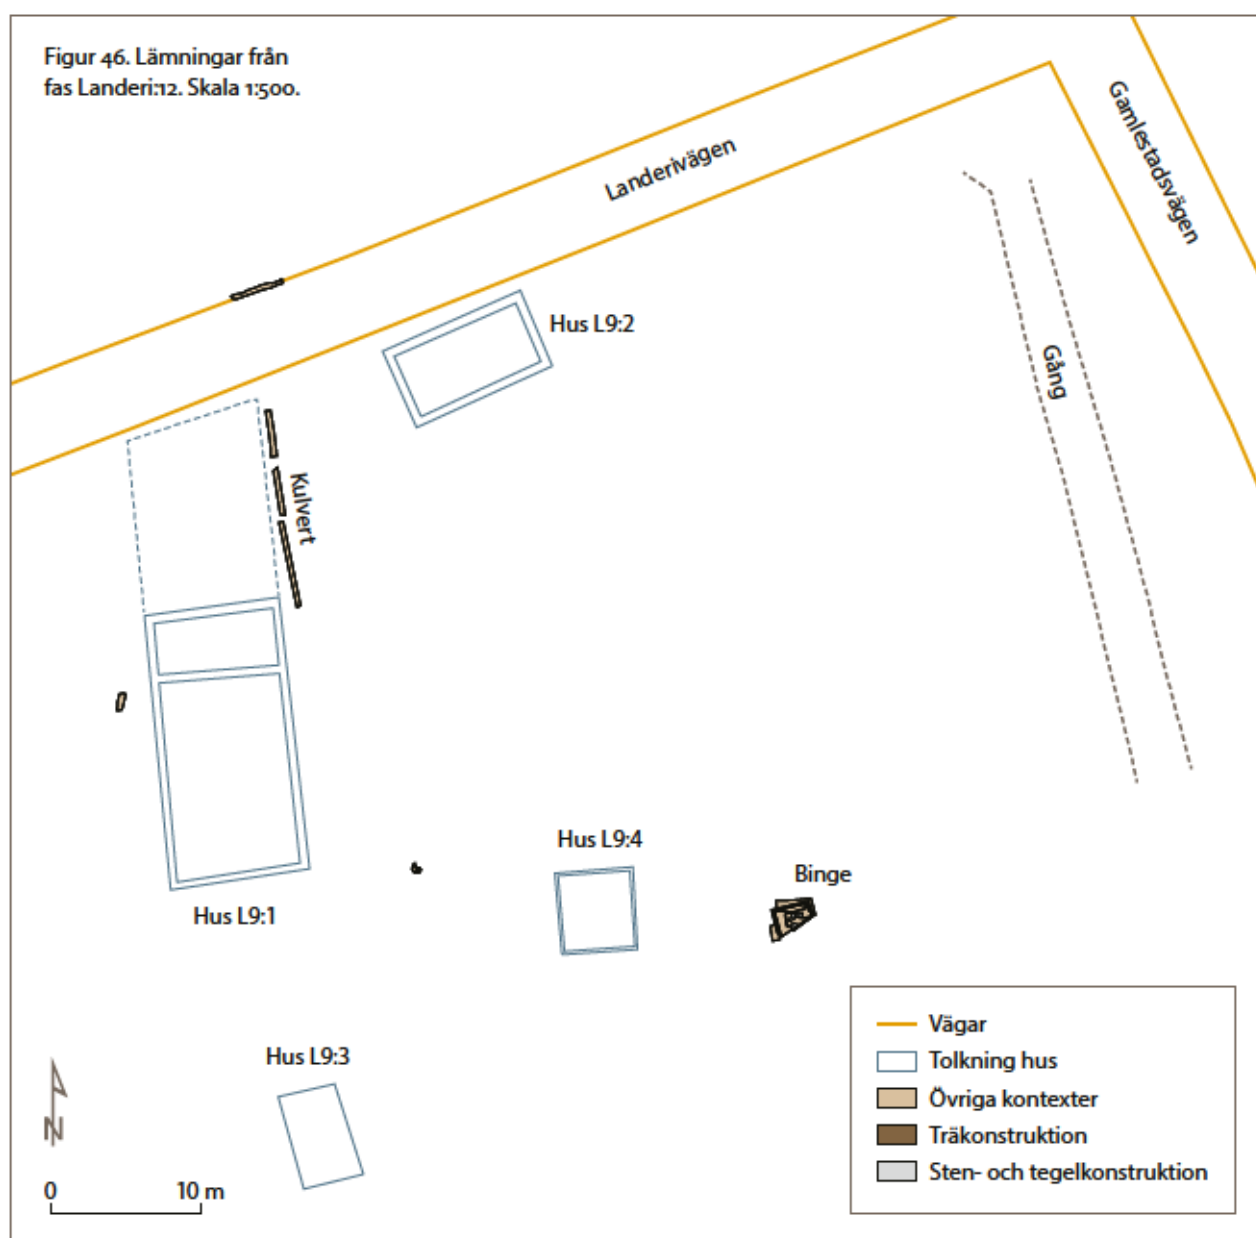 Figur 46. Lämningar från
fas Landeri:12. Skala 1:500.
Landerivägen
Gamlestadsvägen
Hus L9:2
Gång
Kulvert
Hus L9:4
Binge
Hus L9:1
Hus L9:3
N
0 10 m
Vägar
Tolkning hus
Övriga kontexter
Träkonstruktion
Sten- och tegelkonstruktion